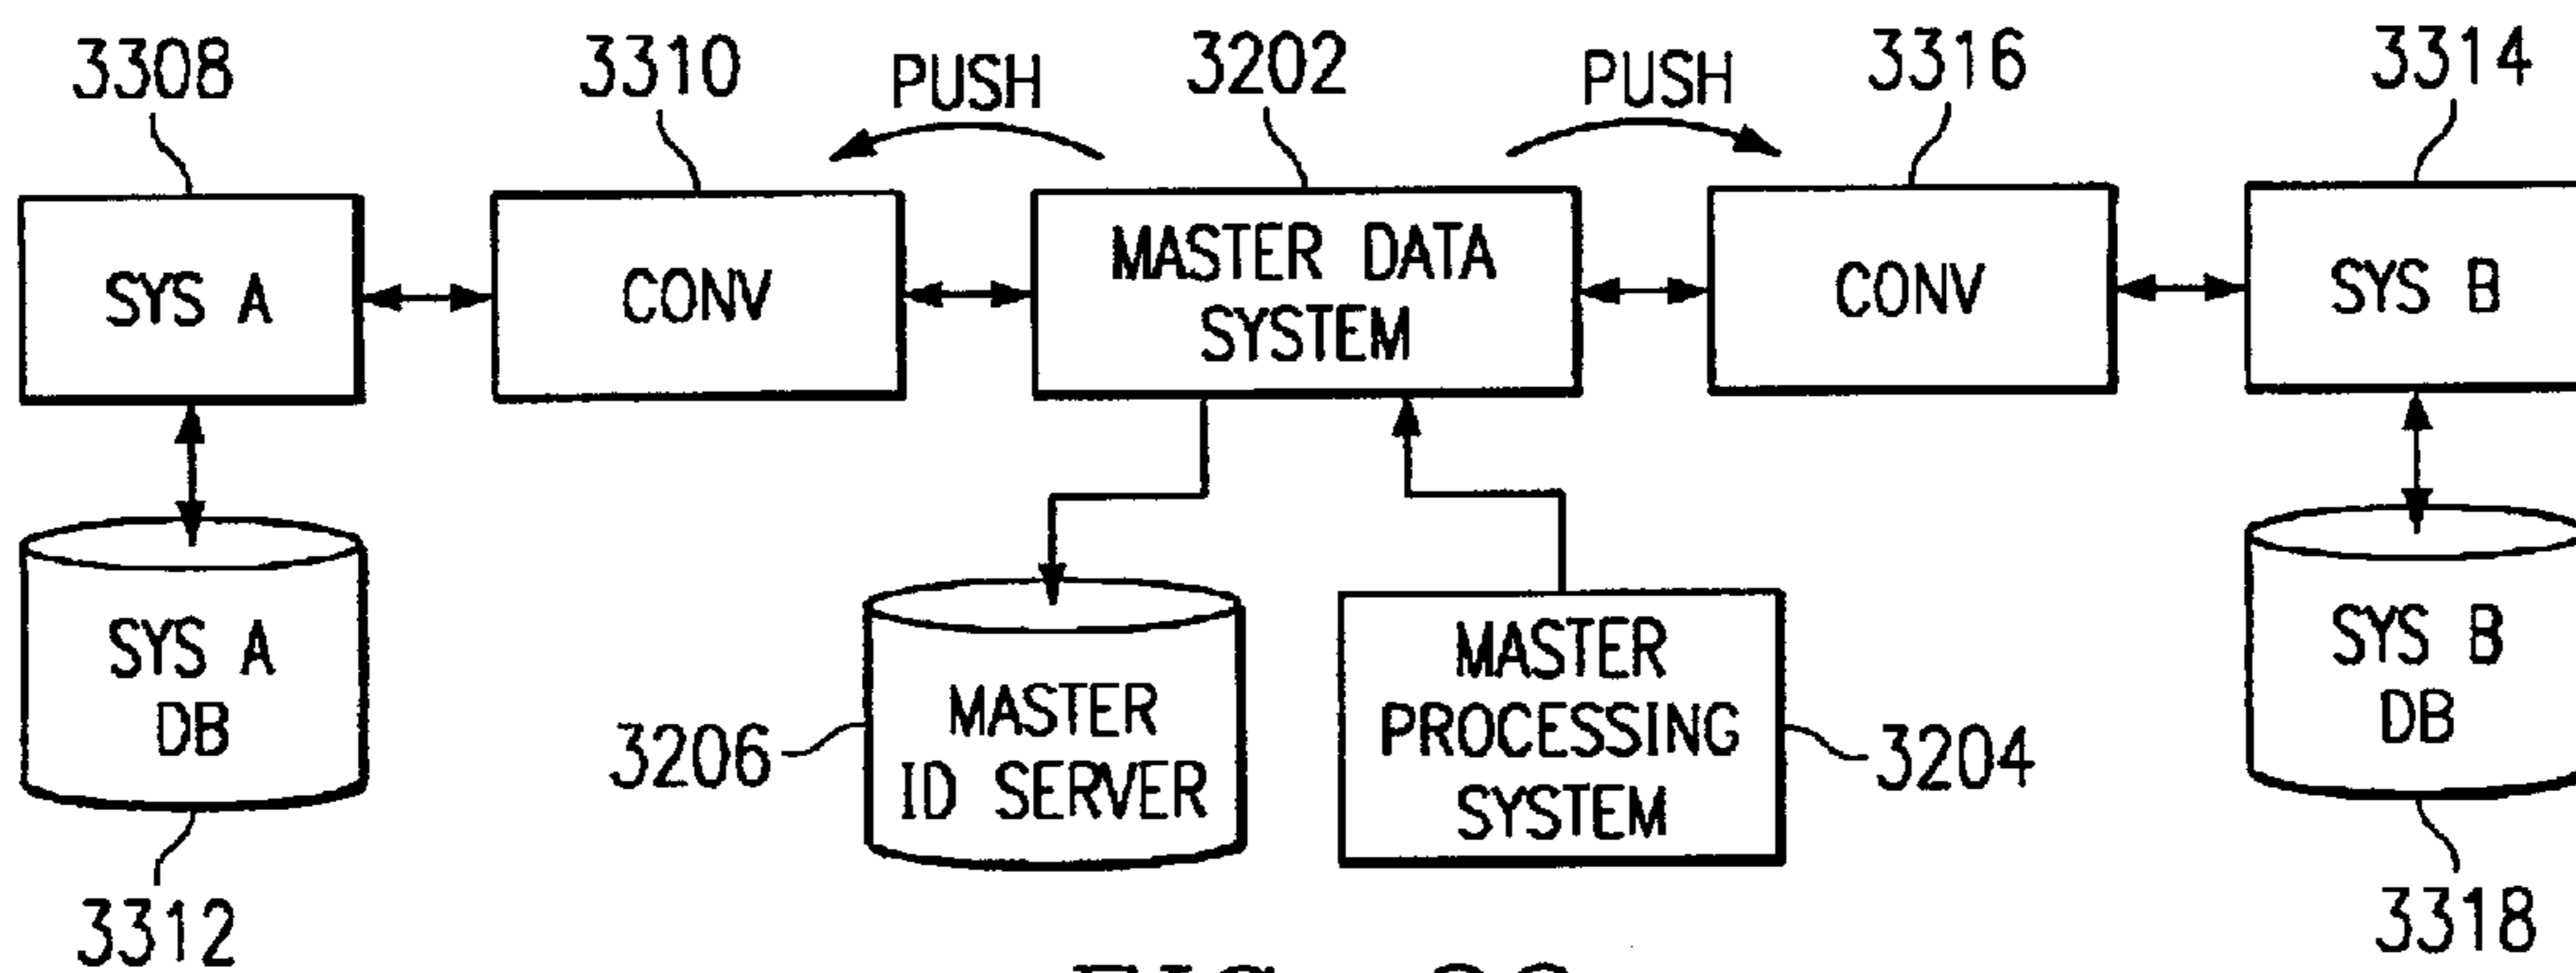 3308
3310
PUSH
3202
PUSH
3316
3314
SYS A
CONV
MASTER DATA
SYSTEM
CONV
SYS B
SYS A
DB
3206
MASTER
ID SERVER
MASTER
PROCESSING
SYSTEM
3204
SYS B
DB
3312
3318